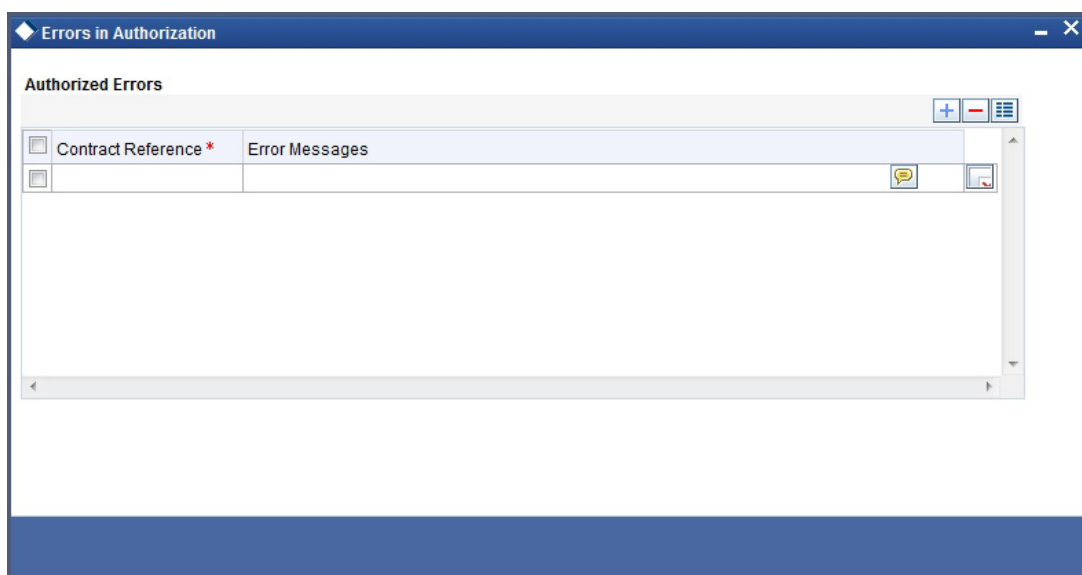 Errors in Authorization
Authorized Errors
Contract Reference * Error Messages